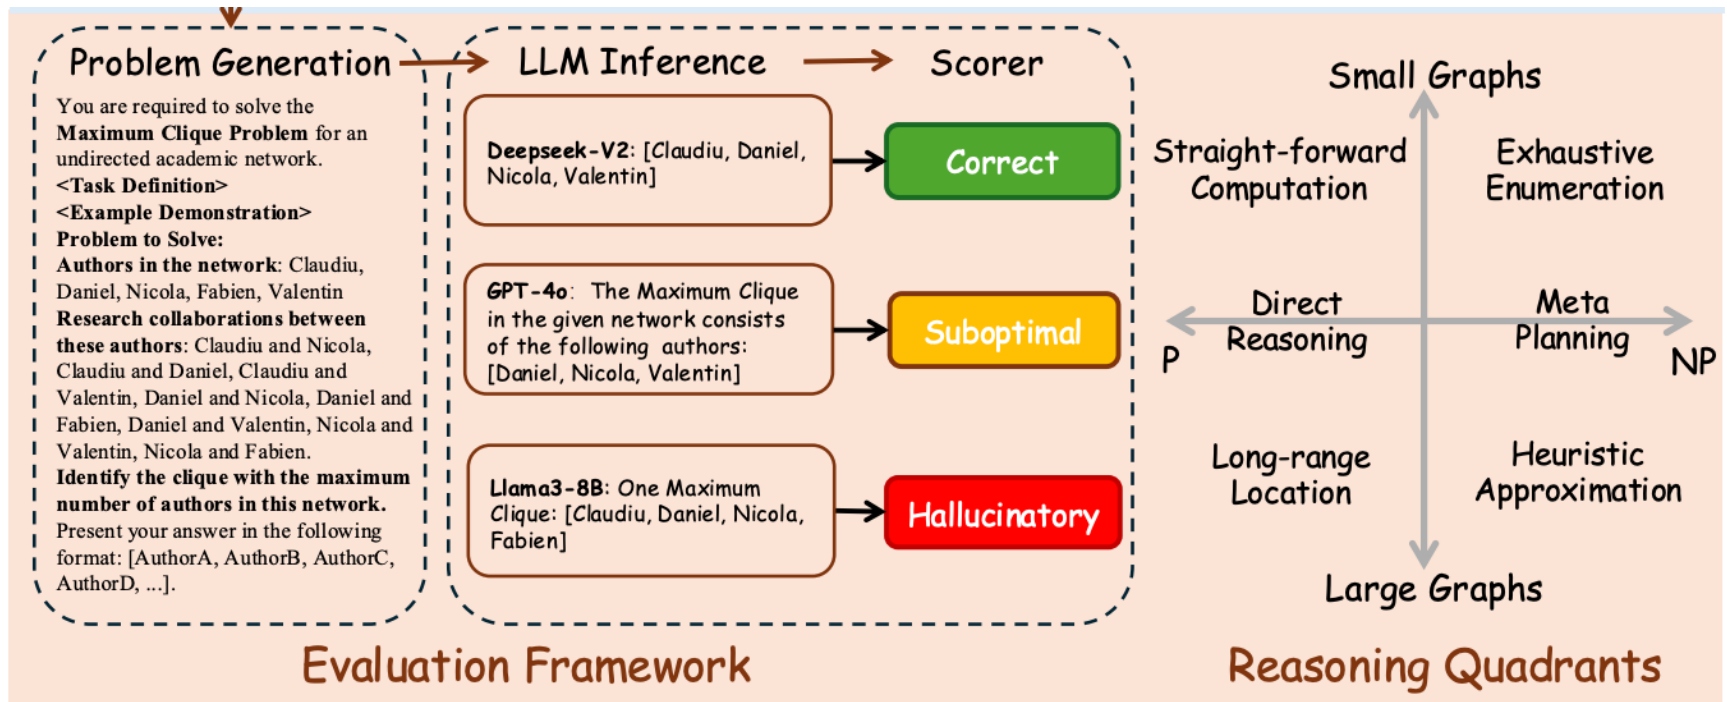 Problem Generation
You are required to solve the
Maximum Clique Problem for an
undirected academic network.
<Task Definition>
<Example Demonstration>
Problem to Solve:
Authors in the network: Claudiu,
Daniel, Nicola, Fabien, Valentin
Research collaborations between
these authors: Claudiu and Nicola,
Claudiu and Daniel, Claudiu and
Valentin, Daniel and Nicola, Daniel and
Fabien, Daniel and Valentin, Nicola and
Valentin, Nicola and Fabien.
Identify the clique with the maximum
number of authors in this network.
Present your answer in the following
format: [AuthorA, AuthorB, AuthorC,
AuthorD, ...].
LLM Inference
Scorer
Deepseek-V2: [Claudiu, Daniel,
Nicola, Valentin]
Correct
GPT-4o: The Maximum Clique
in the given network consists
of the following authors:
[Daniel, Nicola, Valentin]
Suboptimal
Llama3-8B: One Maximum
Clique: [Claudiu, Daniel, Nicola,
Fabien]
Hallucinatory
Evaluation Framework
Small Graphs
Straight-forward
Computation
Exhaustive
Enumeration
Direct
Reasoning
Meta
Planning
P
NP
Long-range
Location
Heuristic
Approximation
Large Graphs
Reasoning Quadrants